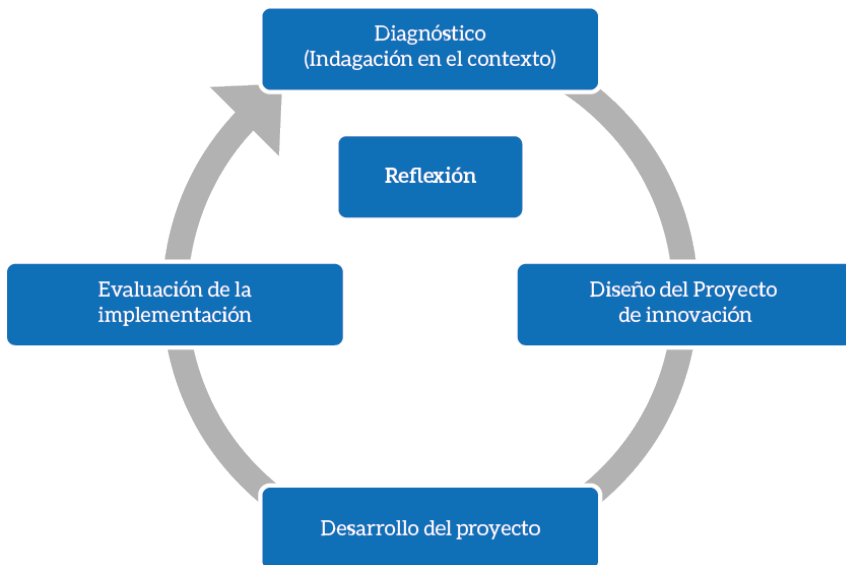 Diagnóstico
(Indagación en el contexto)
Reflexión
Evaluación de la
implementación
Diseño del Proyecto
de innovación
Desarrollo del proyecto